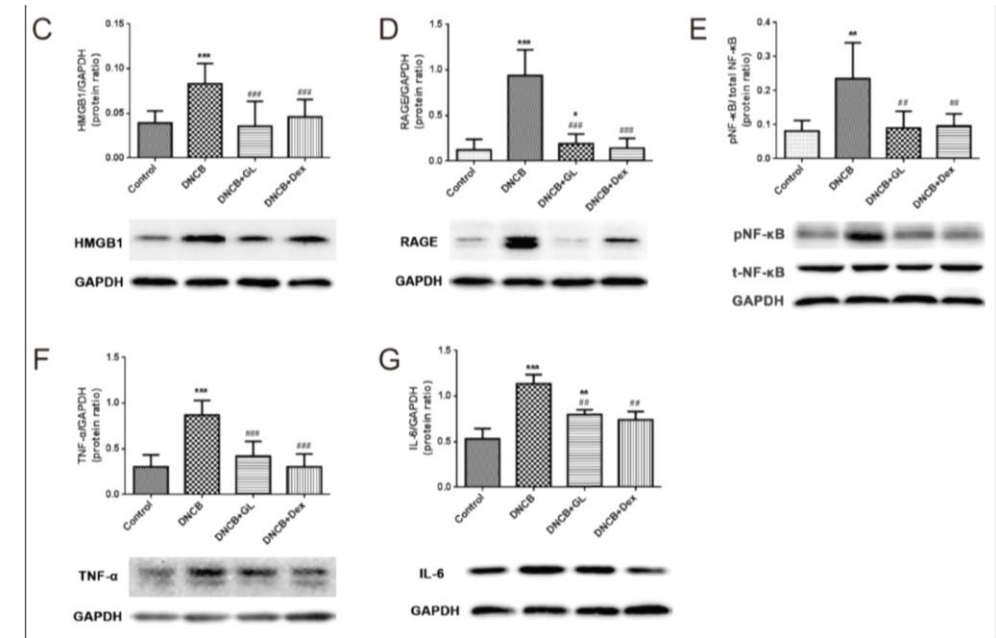 C
HMGB1/GAPDH
(protein ratio)
0.15
0.10
0.05
0.00
***
###
###
Control
DNCB
DNCB+GL
DNCB+Dex
HMGB1
GAPDH
D
RAGE/GAPDH
(protein ratio)
1.5
1.0
0.5
0.0
***
*
###
###
Control
DNCB
DNCB+GL
DNCB+Dex
RAGE
GAPDH
E
pNF-κB/ total NF-κB
(protein ratio)
0.4
0.3
0.2
0.1
0.0
**
##
##
Control
DNCB
DNCB+GL
DNCB+Dex
pNF-κB
t-NF-κB
GAPDH
F
TNF-α/GAPDH
(protein ratio)
1.5
1.0
0.5
0.0
***
###
###
Control
DNCB
DNCB+GL
DNCB+Dex
TNF-α
GAPDH
G
IL-6/GAPDH
(protein ratio)
1.5
1.0
0.5
0.0
***
**
##
##
Control
DNCB
DNCB+GL
DNCB+Dex
IL-6
GAPDH